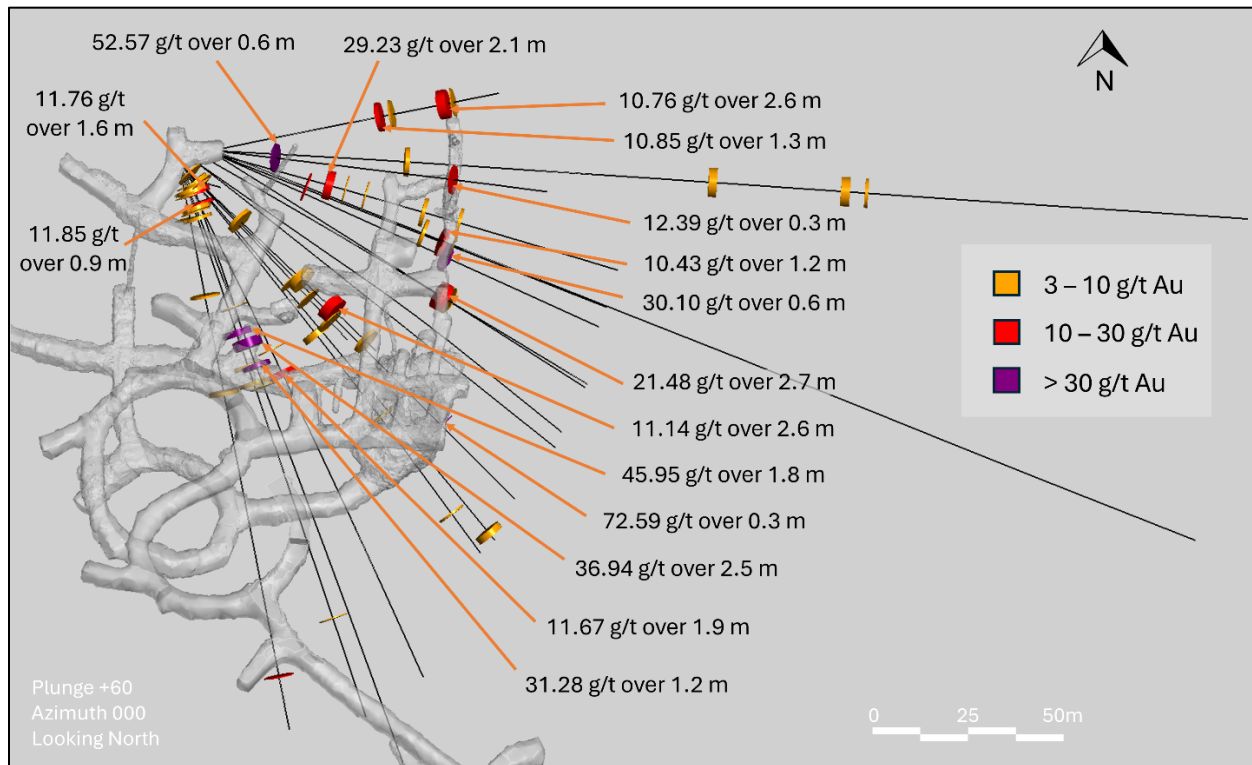 52.57 g/t over 0.6 m
29.23 g/t over 2.1 m
N
11.76 g/t
over 1.6 m
10.76 g/t over 2.6 m
10.85 g/t over 1.3 m
11.85 g/t
over 0.9 m
12.39 g/t over 0.3 m
10.43 g/t over 1.2 m
30.10 g/t over 0.6 m
3 – 10 g/t Au
10 – 30 g/t Au
> 30 g/t Au
21.48 g/t over 2.7 m
11.14 g/t over 2.6 m
45.95 g/t over 1.8 m
72.59 g/t over 0.3 m
36.94 g/t over 2.5 m
11.67 g/t over 1.9 m
31.28 g/t over 1.2 m
Plunge +60
Azimuth 000
Looking North
0 25 50m